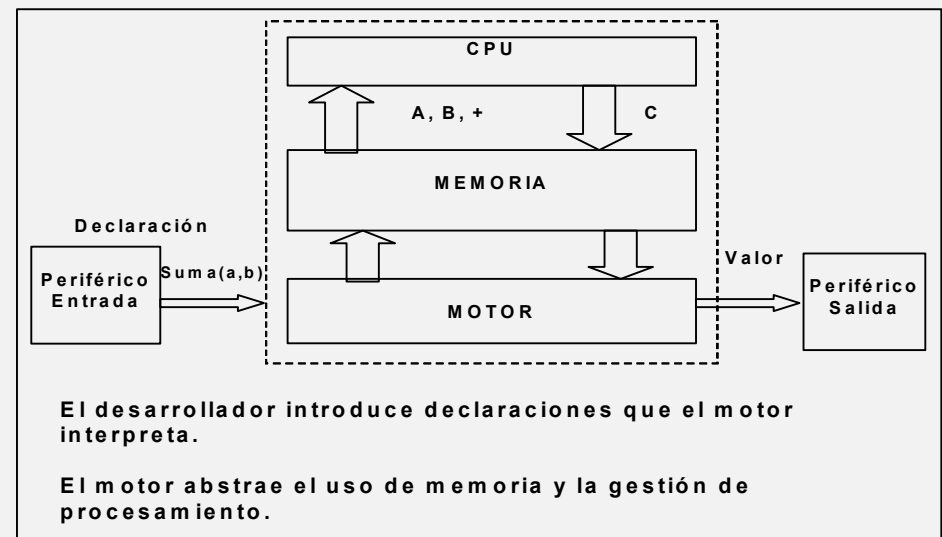 CPU
A, B, +
C
MEMORIA
Declaración
Periférico
Entrada
Suma(a,b)
MOTOR
Valor
Periférico
Salida
El desarrollador introduce declaraciones que el motor
interpreta.
El motor abstrae el uso de memoria y la gestión de
procesamiento.